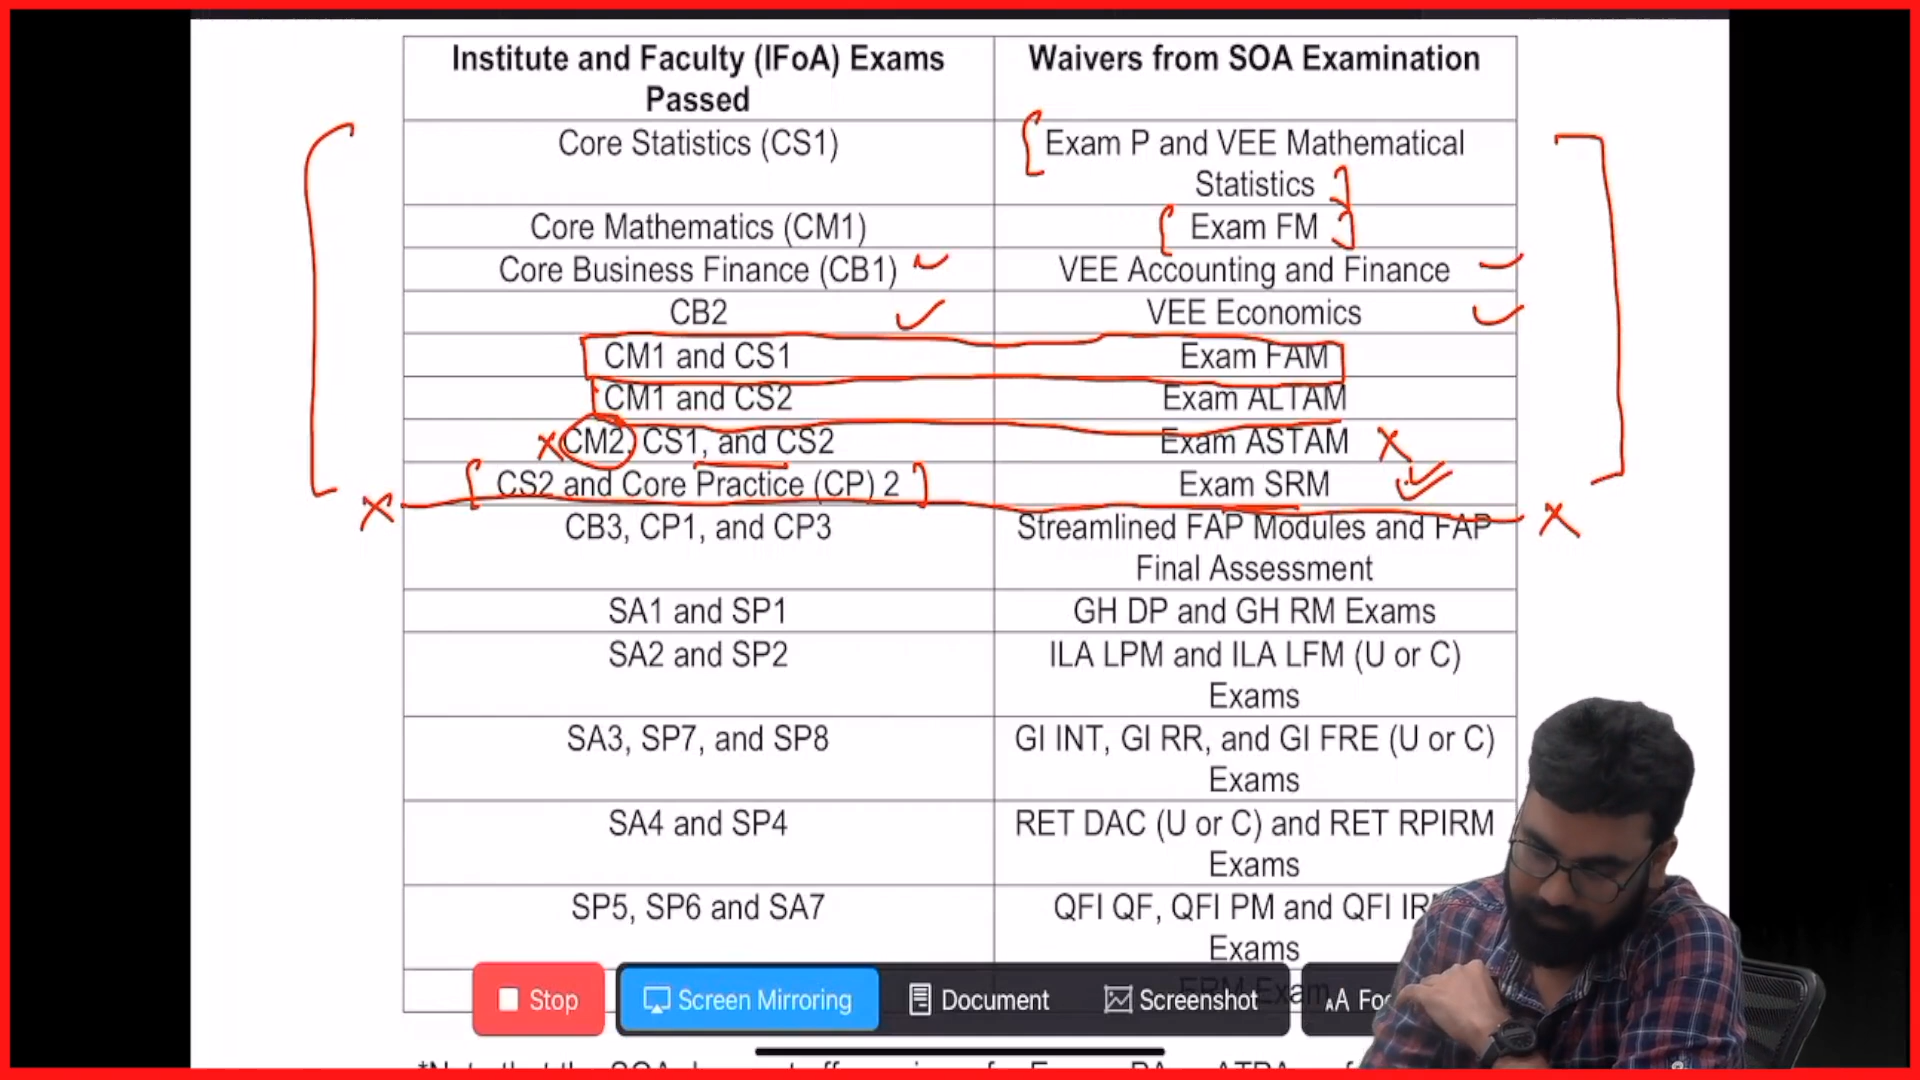 Institute and Faculty (IFoA) Exams
Passed
Waivers from SOA Examination
Core Statistics (CS1)
Exam P and VEE Mathematical
Statistics
Core Mathematics (CM1)
Exam FM
Core Business Finance (CB1)
VEE Accounting and Finance
CB2
VEE Economics
CM1 and CS1
Exam FAM
CM1 and CS2
Exam ALTAM
CM2, CS1, and CS2
Exam ASTAM
CS2 and Core Practice (CP) 2
Exam SRM
CB3, CP1, and CP3
Streamlined FAP Modules and FAP
Final Assessment
SA1 and SP1
GH DP and GH RM Exams
SA2 and SP2
ILA LPM and ILA LFM (U or C)
Exams
SA3, SP7, and SP8
GI INT, GI RR, and GI FRE (U or C)
Exams
SA4 and SP4
RET DAC (U or C) and RET RPIRM
Exams
SP5, SP6 and SA7
QFI QF, QFI PM and QFI
Exams
ERM Exam
Stop
Screen Mirroring
Document
Screenshot
AA